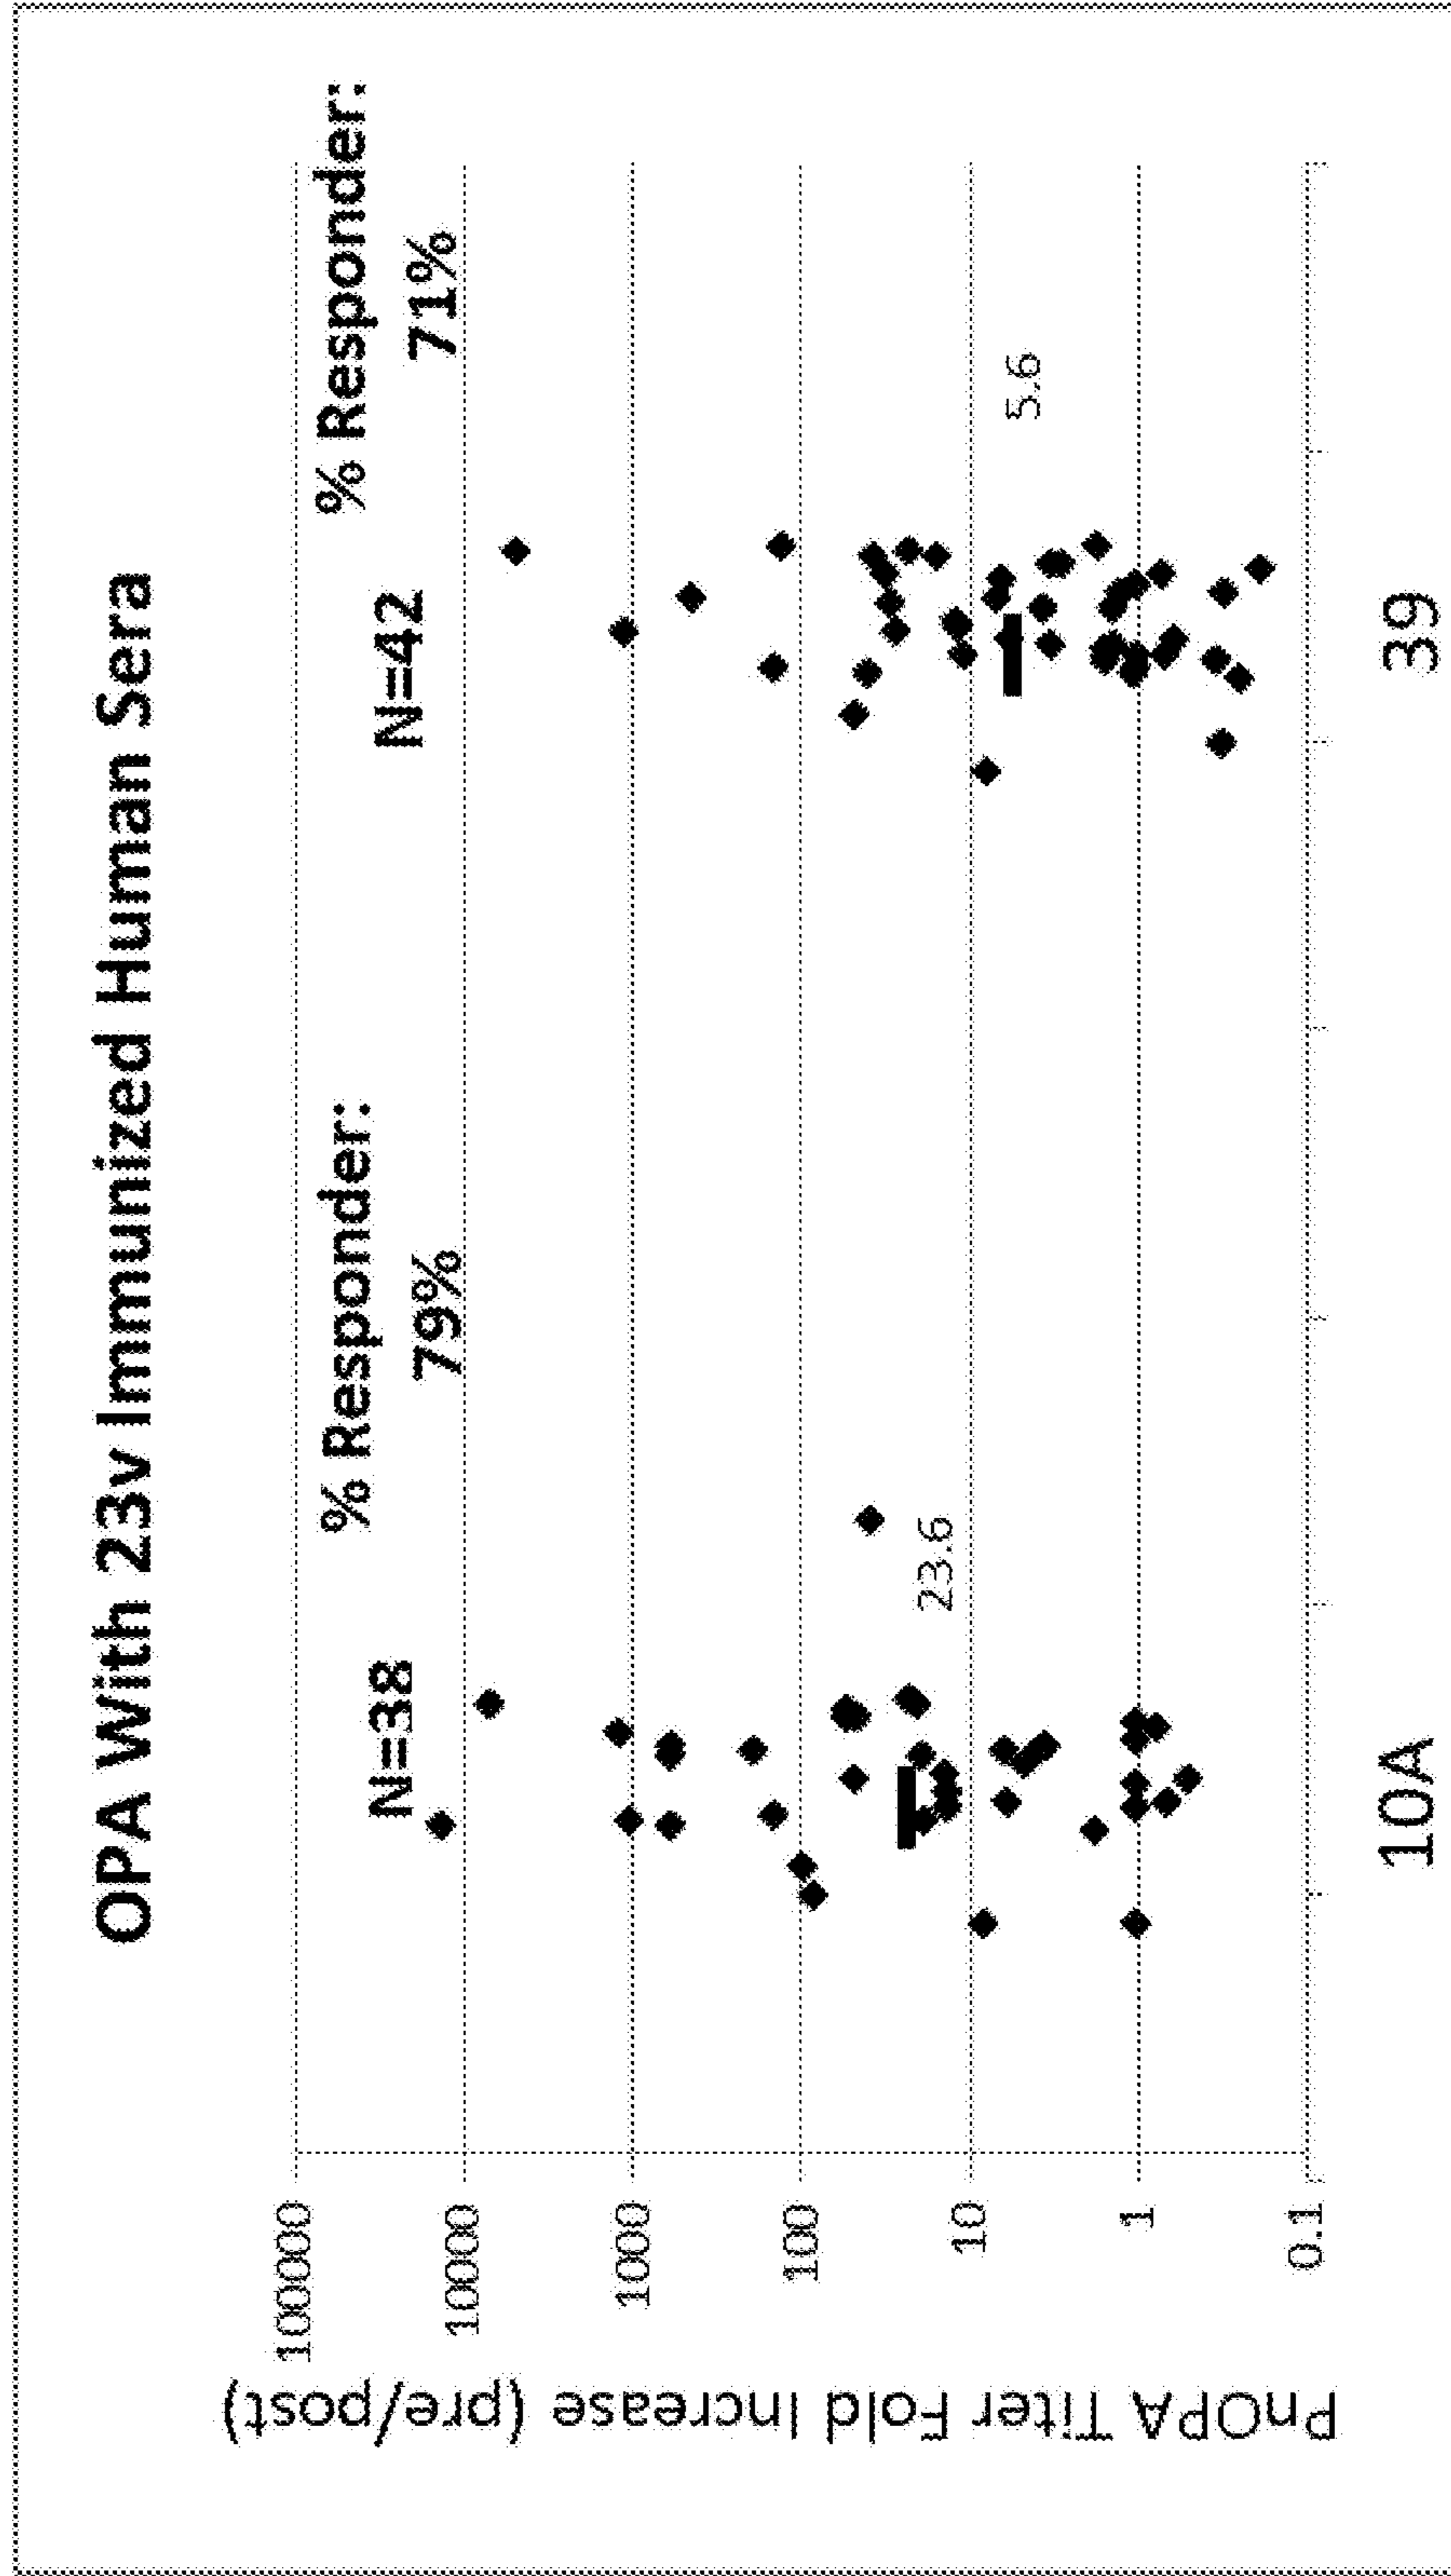 OPA With 23v Immunized Human Sera
PnOPA Titer Fold Increase (pre/post)
100000
10000
1000
100
10
1
0.1
N=38
% Responder:
79%
23.6
N=42
% Responder:
71%
5.6
10A
39